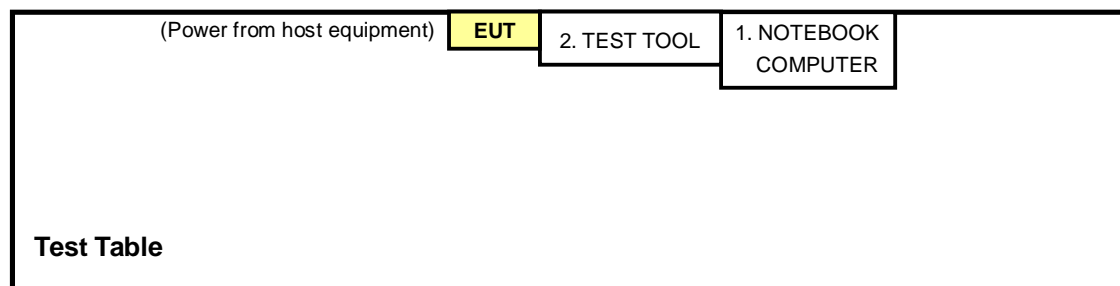 (Power from host equipment)
EUT
2. TEST TOOL
1. NOTEBOOK
COMPUTER
Test Table